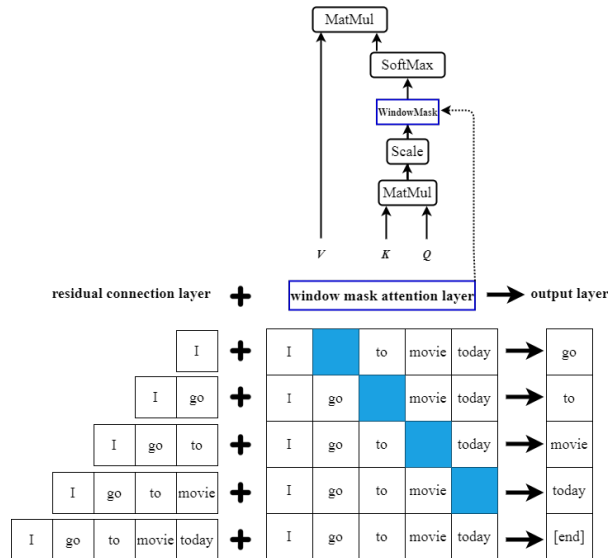 MatMul
SoftMax
WindowMask
Scale
MatMul
V K Q
residual connection layer + window mask attention layer output layer
I + I to movie today go
I go + I go movie today to
I go to + I go to today movie
I go to movie + I go to movie today
I go to movie today + I go to movie today [end]